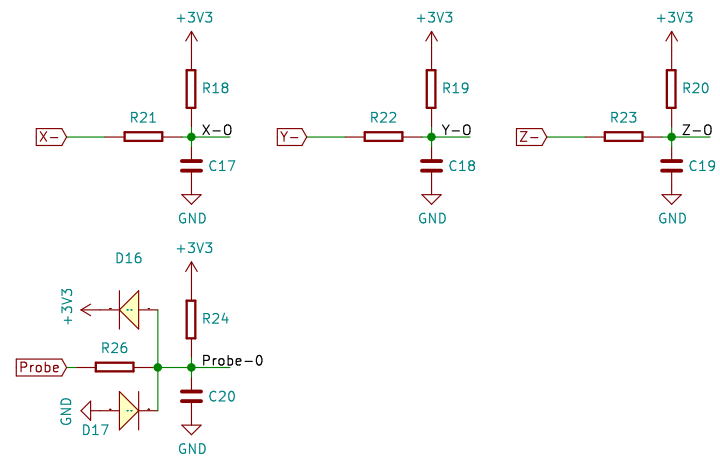 +3V3 +3V3 +3V3
R18 R19 R20
R21 R22 R23
X- X-0 Y- Y-0 Z- Z-0
C17 C18 C19
GND GND GND
+3V3
D16
+3V3
R24
R26
Probe Probe-0
C20
GND
D17
GND